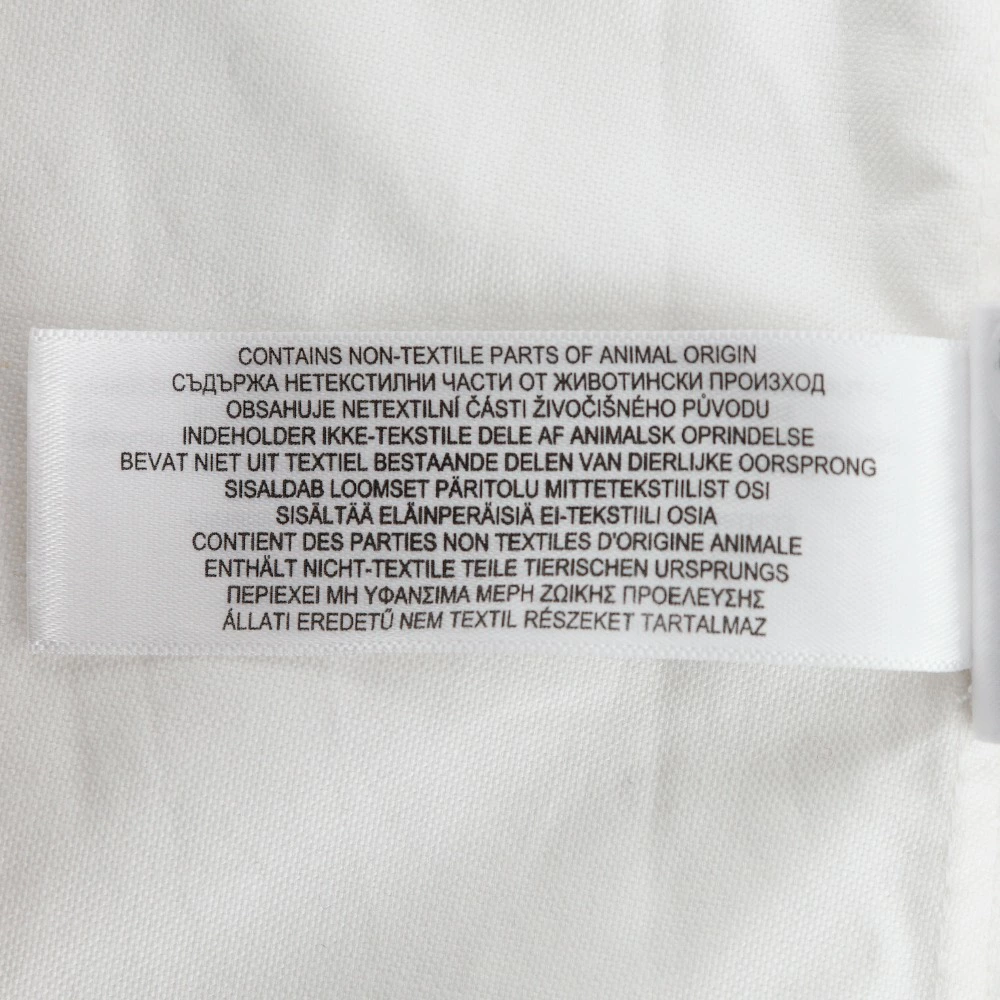 CONTAINS NON-TEXTILE PARTS OF ANIMAL ORIGIN
СЪДЪРЖА НЕТЕКСТИЛНИ ЧАСТИ ОТ ЖИВОТИНСКИ ПРОИЗХОД
OBSAHUJE NETEXTILNÍ ČÁSTI ŽIVOČIŠNÉHO PŮVODU
INDEHOLDER IKKE-TEKSTILE DELE AF ANIMALSK OPRINDELSE
BEVAT NIET UIT TEXTIEL BESTAANDE DELEN VAN DIERLIJKE OORSPRONG
SISALDAB LOOMSET PÄRITOLU MITTETEKSTIILIST OSI
SISÄLTÄÄ ELÄINPERÄISIÄ EI-TEKSTIILI OSIA
CONTIENT DES PARTIES NON TEXTILES D'ORIGINE ANIMALE
ENTHÄLT NICHT-TEXTILE TEILE TIERISCHEN URSPRUNGS
ΠΕΡΙΕΧΕΙ ΜΗ ΥΦΑΝΣΙΜΑ ΜΕΡΗ ΖΩΙΚΗΣ ΠΡΟΕΛΕΥΣΗΣ
ÁLLATI EREDETŰ NEM TEXTIL RÉSZEKET TARTALMAZ